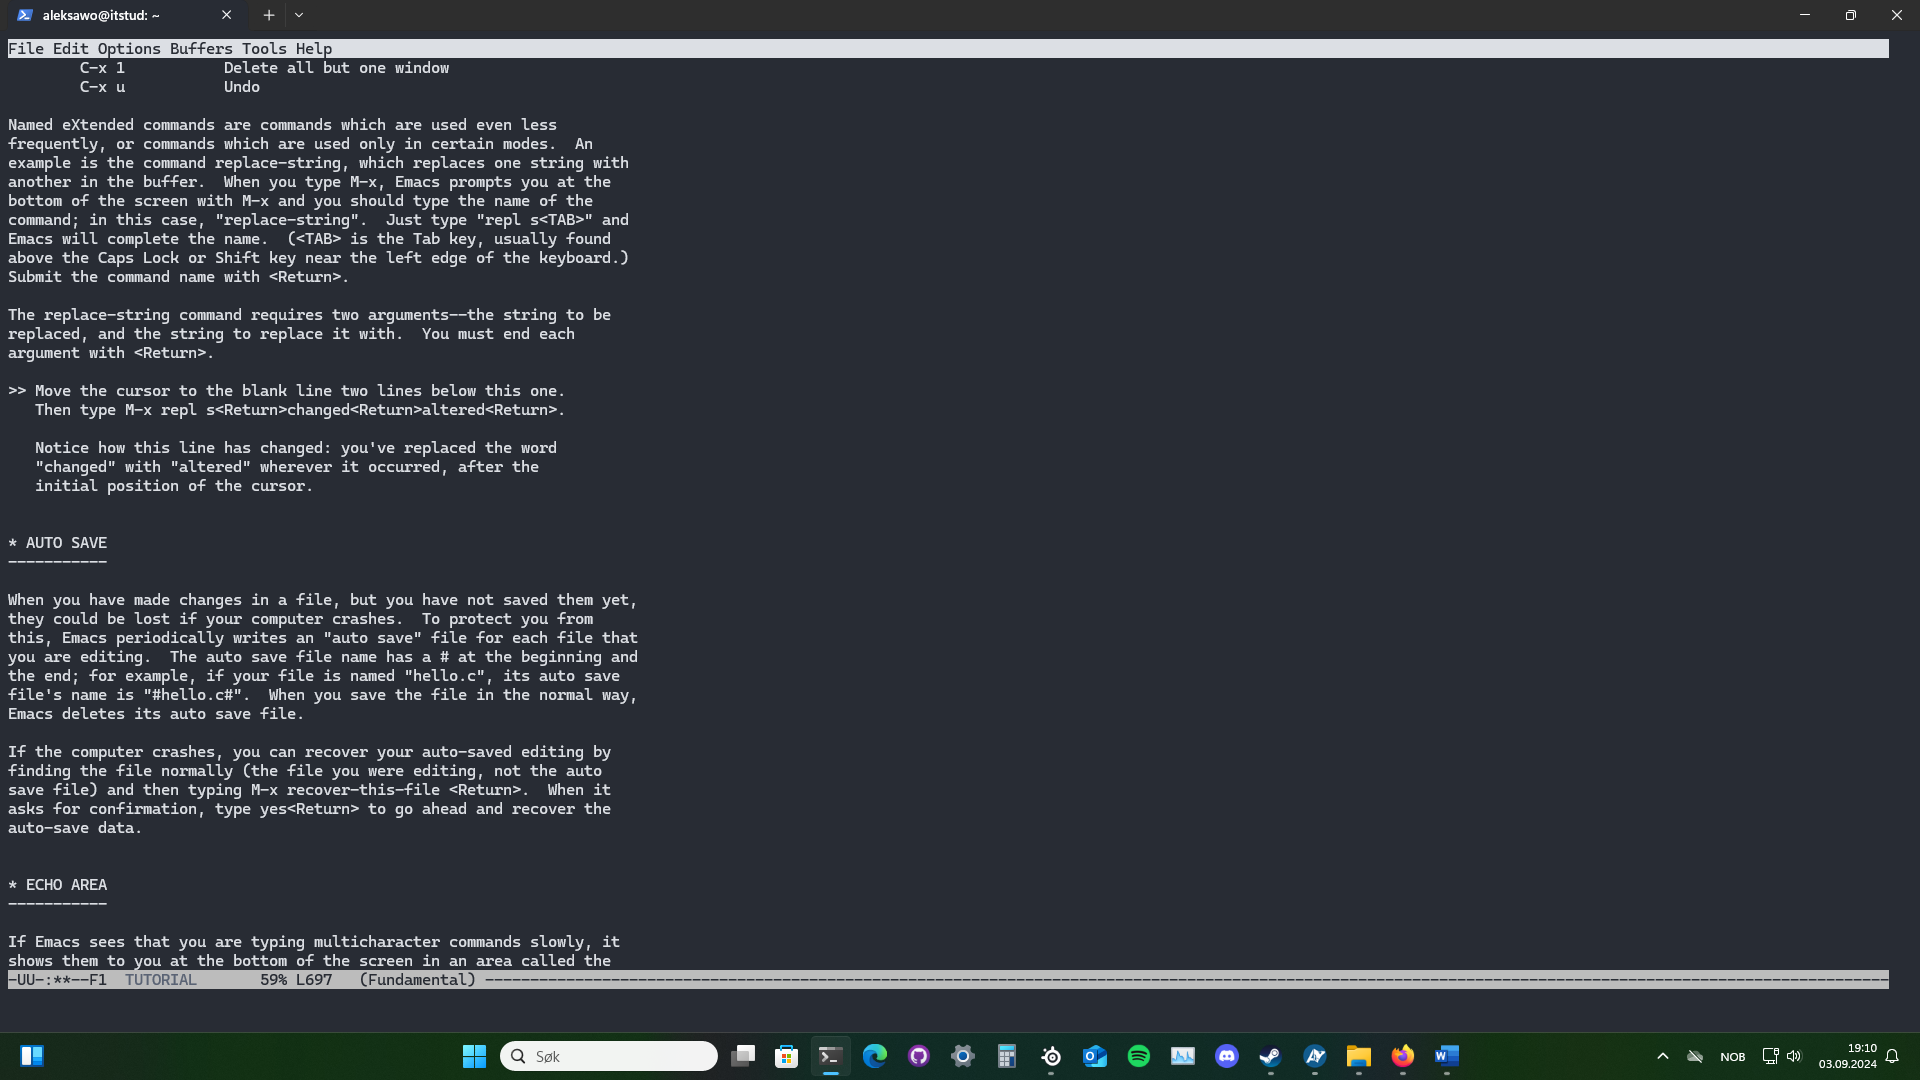 aleksawo@itstud: ~
File Edit Options Buffers Tools Help
        C-x 1           Delete all but one window
        C-x u           Undo

Named eXtended commands are commands which are used even less
frequently, or commands which are used only in certain modes.  An
example is the command replace-string, which replaces one string with
another in the buffer.  When you type M-x, Emacs prompts you at the
bottom of the screen with M-x and you should type the name of the
command; in this case, "replace-string".  Just type "repl s<TAB>" and
Emacs will complete the name.  (<TAB> is the Tab key, usually found
above the Caps Lock or Shift key near the left edge of the keyboard.)
Submit the command name with <Return>.

The replace-string command requires two arguments--the string to be
replaced, and the string to replace it with.  You must end each
argument with <Return>.

>> Move the cursor to the blank line two lines below this one.
   Then type M-x repl s<Return>changed<Return>altered<Return>.

   Notice how this line has changed: you've replaced the word
   "changed" with "altered" wherever it occurred, after the
   initial position of the cursor.

* AUTO SAVE
-----------

When you have made changes in a file, but you have not saved them yet,
they could be lost if your computer crashes.  To protect you from
this, Emacs periodically writes an "auto save" file for each file that
you are editing.  The auto save file name has a # at the beginning and
the end; for example, if your file is named "hello.c", its auto save
file's name is "#hello.c#".  When you save the file in the normal way,
Emacs deletes its auto save file.

If the computer crashes, you can recover your auto-saved editing by
finding the file normally (the file you were editing, not the auto
save file) and then typing M-x recover-this-file <Return>.  When it
asks for confirmation, type yes<Return> to go ahead and recover the
auto-save data.

* ECHO AREA
-----------

If Emacs sees that you are typing multicharacter commands slowly, it
shows them to you at the bottom of the screen in an area called the
-UU-:**--F1  TUTORIAL       59% L697   (Fundamental) ----------
Søk
NOB
19:10
03.09.2024